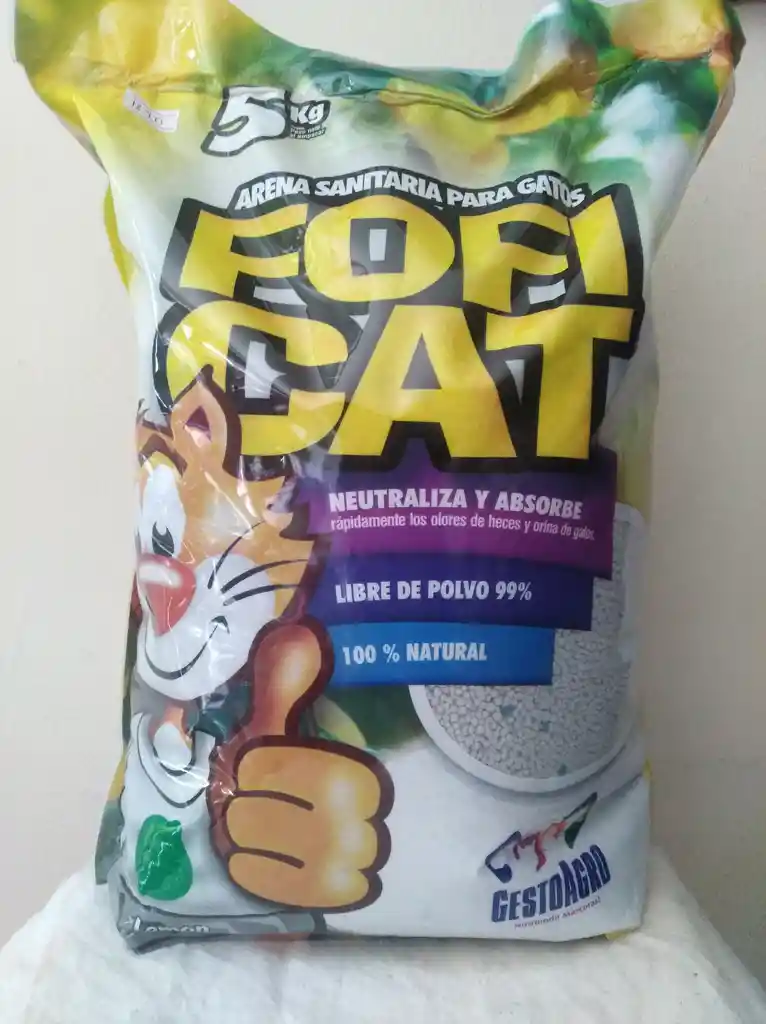 5 Kg
ARENA SANITARIA PARA GATOS
FOFI
CAT
NEUTRALIZA Y ABSORBE
rápidamente los olores de heces y orina de gatos
LIBRE DE POLVO 99%
100 % NATURAL
GESTOAGRO
Lemon